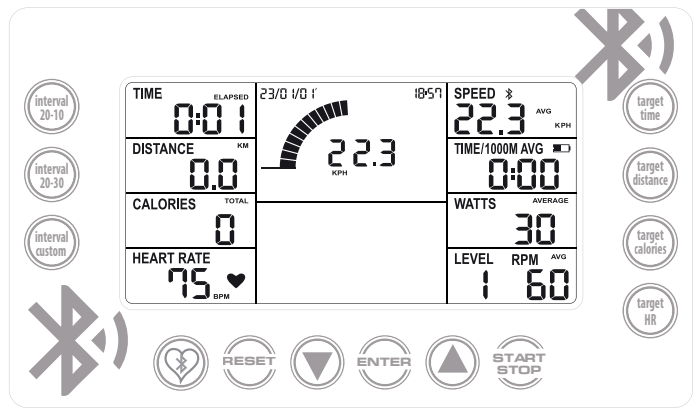 interval
20-10
interval
20-30
interval
custom
TIME ELAPSED
0:01
DISTANCE KM
0.0
CALORIES TOTAL
0
HEART RATE
75 BPM
23/01/01 18:57
22.3
KPH
SPEED
22.3 AVG
KPH
TIME/1000M AVG
0:00
WATTS AVERAGE
30
LEVEL RPM AVG
1 60
target
time
target
distance
target
calories
target
HR
RESET
ENTER
START
STOP